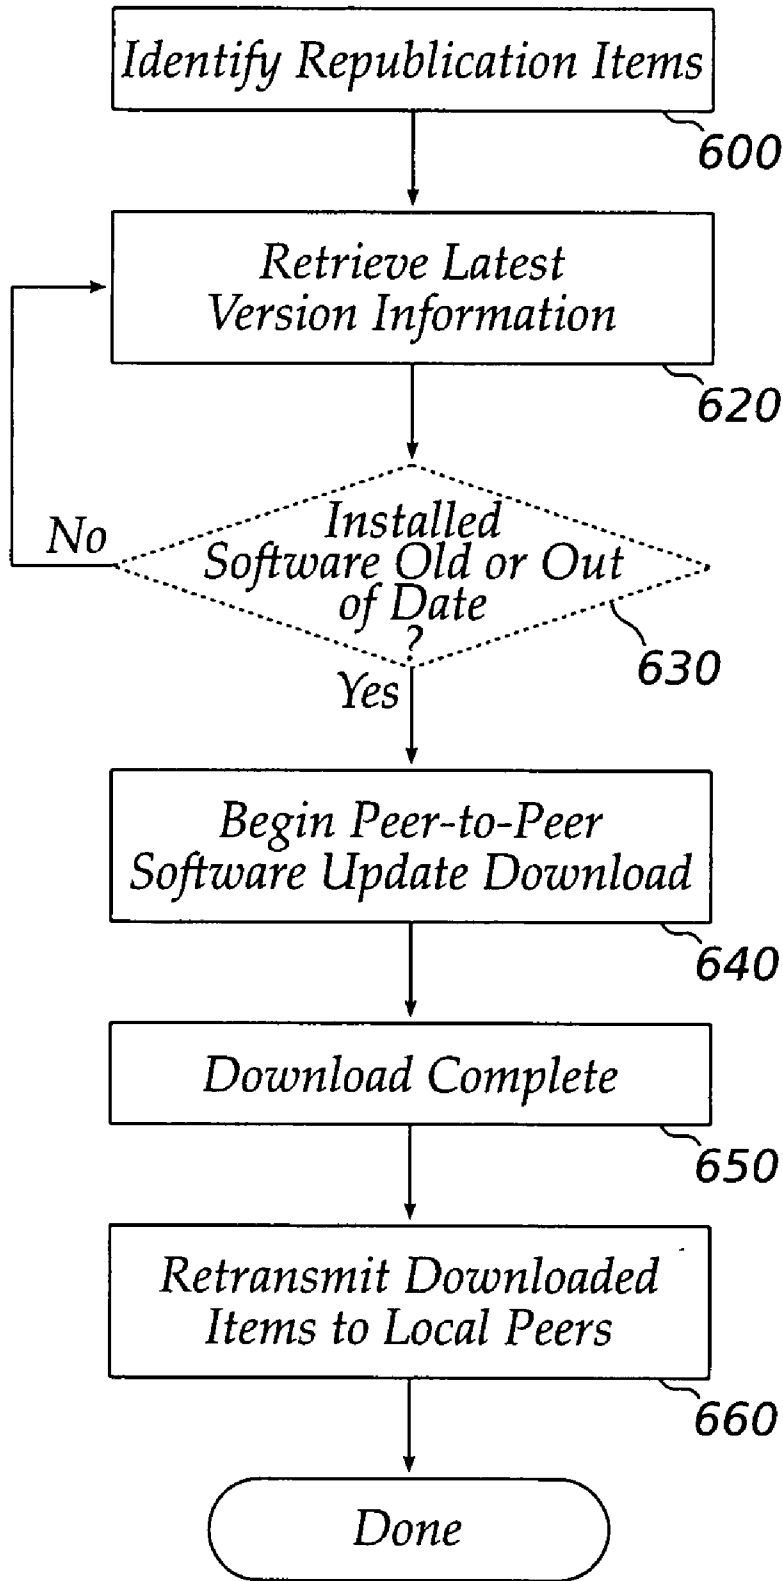 Identify Republication Items
600
Retrieve Latest
Version Information
620
No
Installed
Software Old or Out
of Date
?
630
Yes
Begin Peer-to-Peer
Software Update Download
640
Download Complete
650
Retransmit Downloaded
Items to Local Peers
660
Done